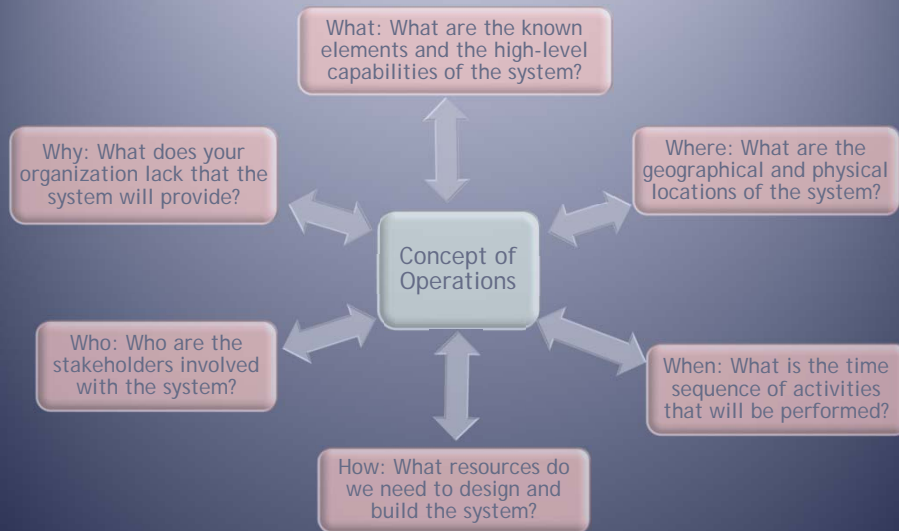 What: What are the known
elements and the high-level
capabilities of the system?
Why: What does your
organization lack that the
system will provide?
Where: What are the
geographical and physical
locations of the system?
Concept of
Operations
Who: Who are the
stakeholders involved
with the system?
When: What is the time
sequence of activities
that will be performed?
How: What resources do
we need to design and
build the system?